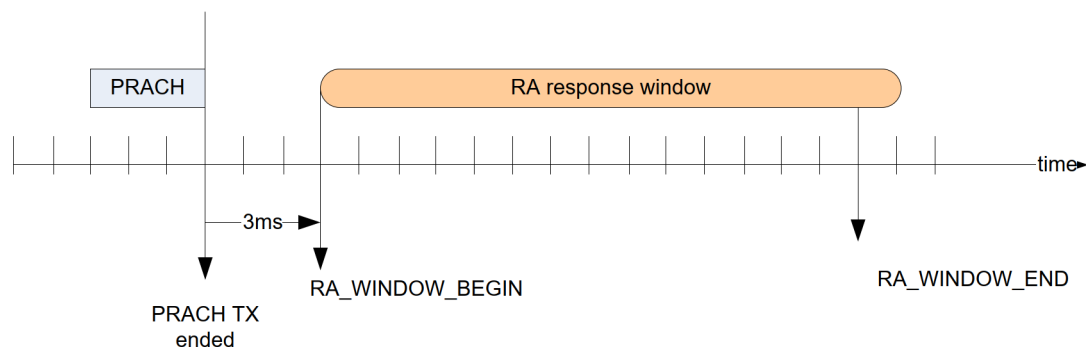 PRACH
RA response window
time
3ms
RA_WINDOW_BEGIN
RA_WINDOW_END
PRACH TX
ended